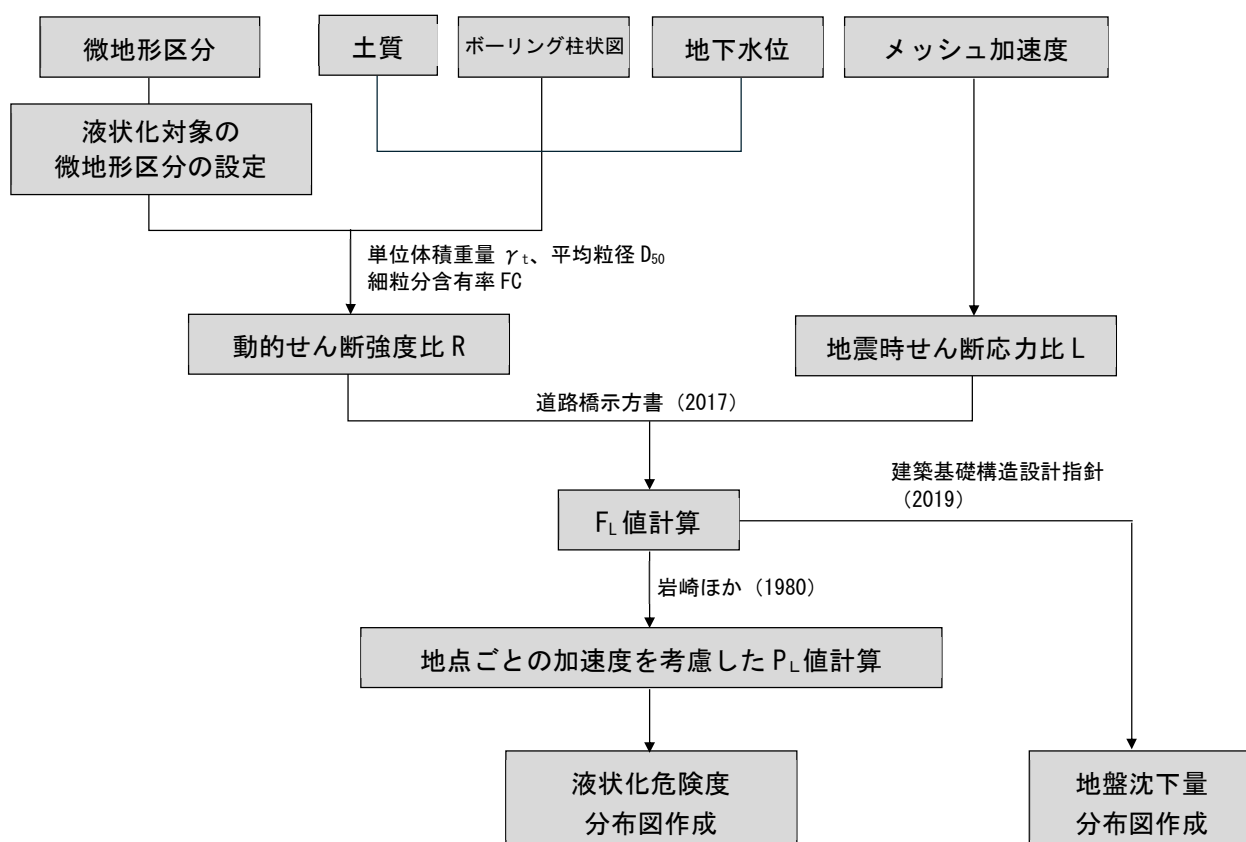 微地形区分
土質
ボーリング柱状図
地下水位
メッシュ加速度
液状化対象の
微地形区分の設定
単位体積重量 γt、平均粒径 D50
細粒分含有率 FC
動的せん断強度比 R
地震時せん断応力比 L
道路橋示方書（2017）
建築基礎構造設計指針
（2019）
FL 値計算
岩崎ほか（1980）
地点ごとの加速度を考慮した PL 値計算
液状化危険度
分布図作成
地盤沈下量
分布図作成